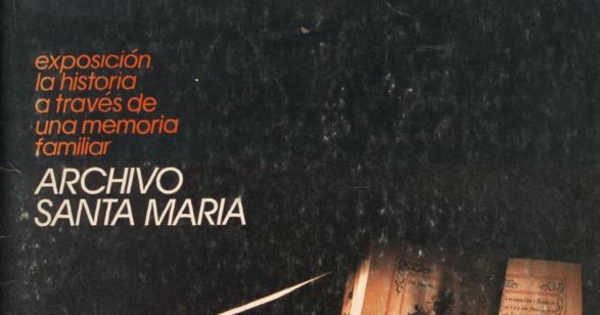 exposición
la historia
a través de
una memoria
familiar
ARCHIVO
SANTA MARIA